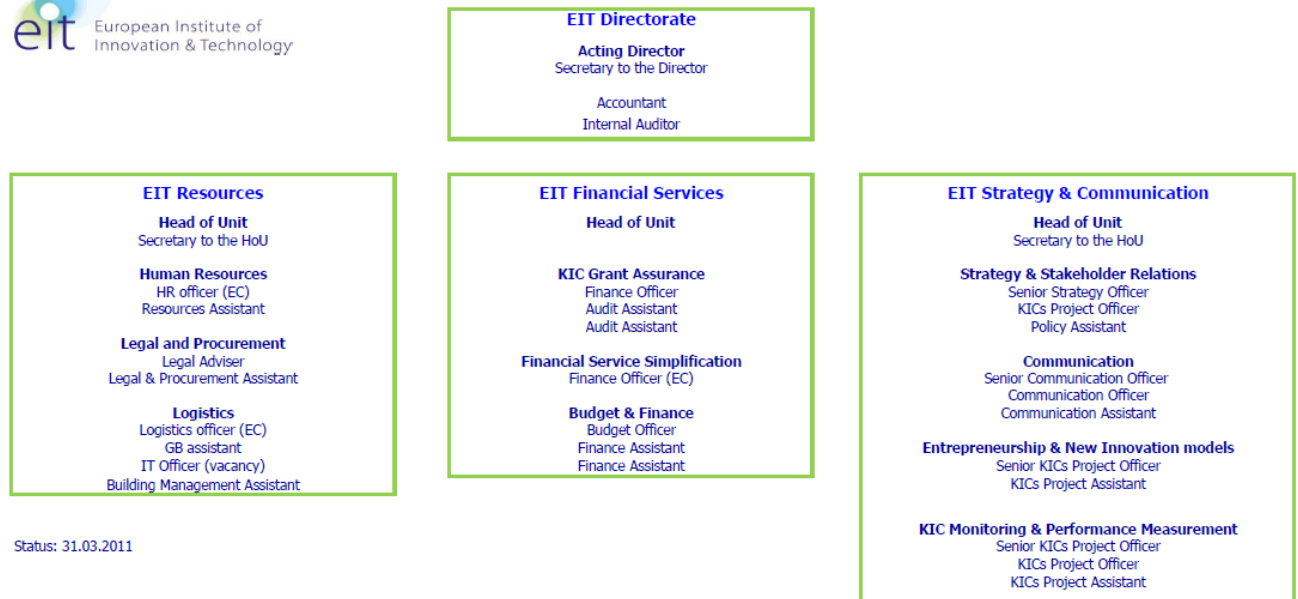 eit European Institute of
Innovation & Technology
EIT Directorate
Acting Director
Secretary to the Director
Accountant
Internal Auditor
EIT Resources
Head of Unit
Secretary to the HoU
Human Resources
HR officer (EC)
Resources Assistant
Legal and Procurement
Legal Adviser
Legal & Procurement Assistant
Logistics
Logistics officer (EC)
GB assistant
IT Officer (vacancy)
Building Management Assistant
EIT Financial Services
Head of Unit
KIC Grant Assurance
Finance Officer
Audit Assistant
Audit Assistant
Financial Service Simplification
Finance Officer (EC)
Budget & Finance
Budget Officer
Finance Assistant
Finance Assistant
EIT Strategy & Communication
Head of Unit
Secretary to the HoU
Strategy & Stakeholder Relations
Senior Strategy Officer
KICs Project Officer
Policy Assistant
Communication
Senior Communication Officer
Communication Officer
Communication Assistant
Entrepreneurship & New Innovation models
Senior KICs Project Officer
KICs Project Assistant
KIC Monitoring & Performance Measurement
Senior KICs Project Officer
KICs Project Officer
KICs Project Assistant
Status: 31.03.2011